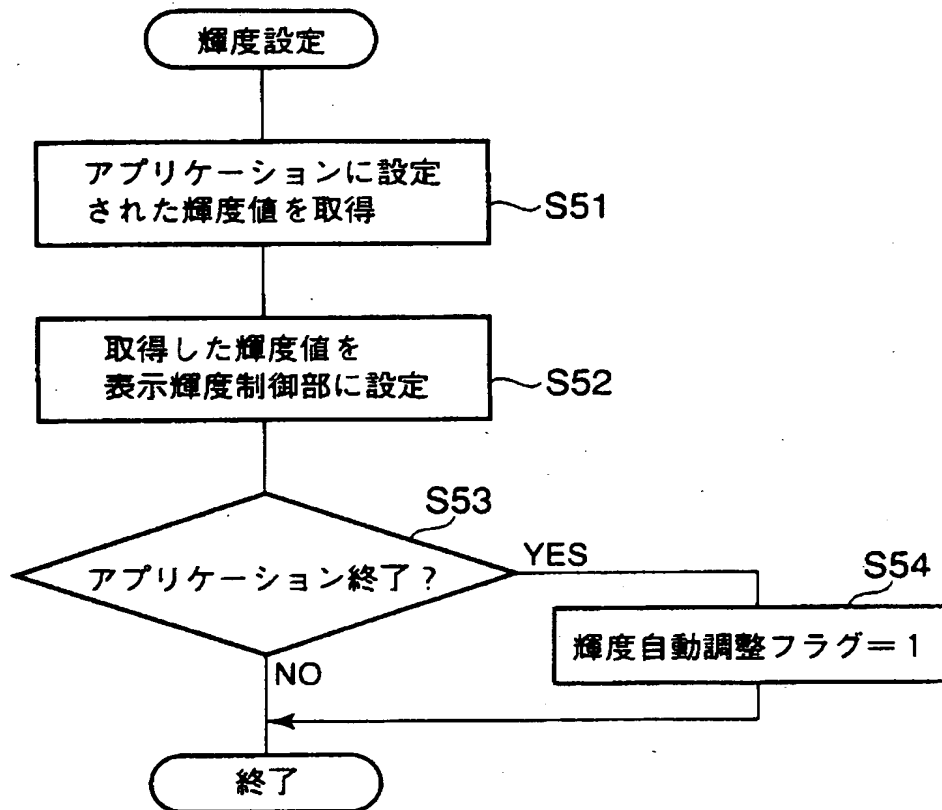 輝度設定
アプリケーションに設定
された輝度値を取得
S51
取得した輝度値を
表示輝度制御部に設定
S52
S53
アプリケーション終了?
YES
S54
輝度自動調整フラグ=1
NO
終了